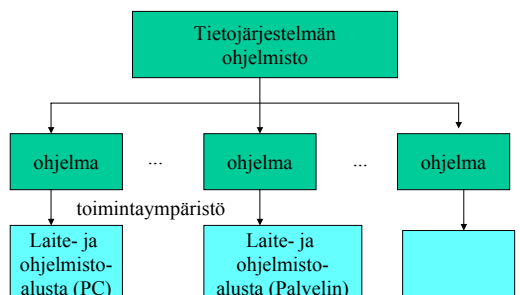 Tietojärjestelmän
ohjelmisto
ohjelma ... ohjelma ... ohjelma
toimintaympäristö
Laite- ja
ohjelmisto-
alusta (PC)
Laite- ja
ohjelmisto-
alusta (Palvelin)